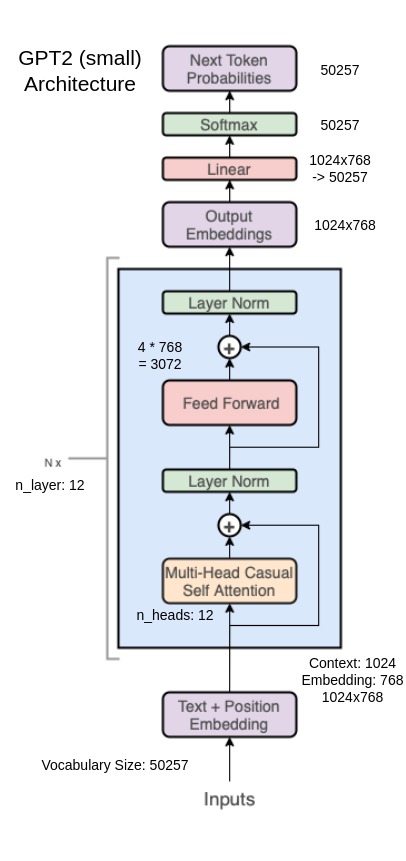 GPT2 (small)
Architecture
Next Token
Probabilities
50257
Softmax
50257
Linear
1024x768
-> 50257
Output
Embeddings
1024x768
Layer Norm
4 * 768
= 3072
+
Feed Forward
N x
n_layer: 12
Layer Norm
+
Multi-Head Casual
Self Attention
n_heads: 12
Context: 1024
Embedding: 768
1024x768
Text + Position
Embedding
Vocabulary Size: 50257
Inputs